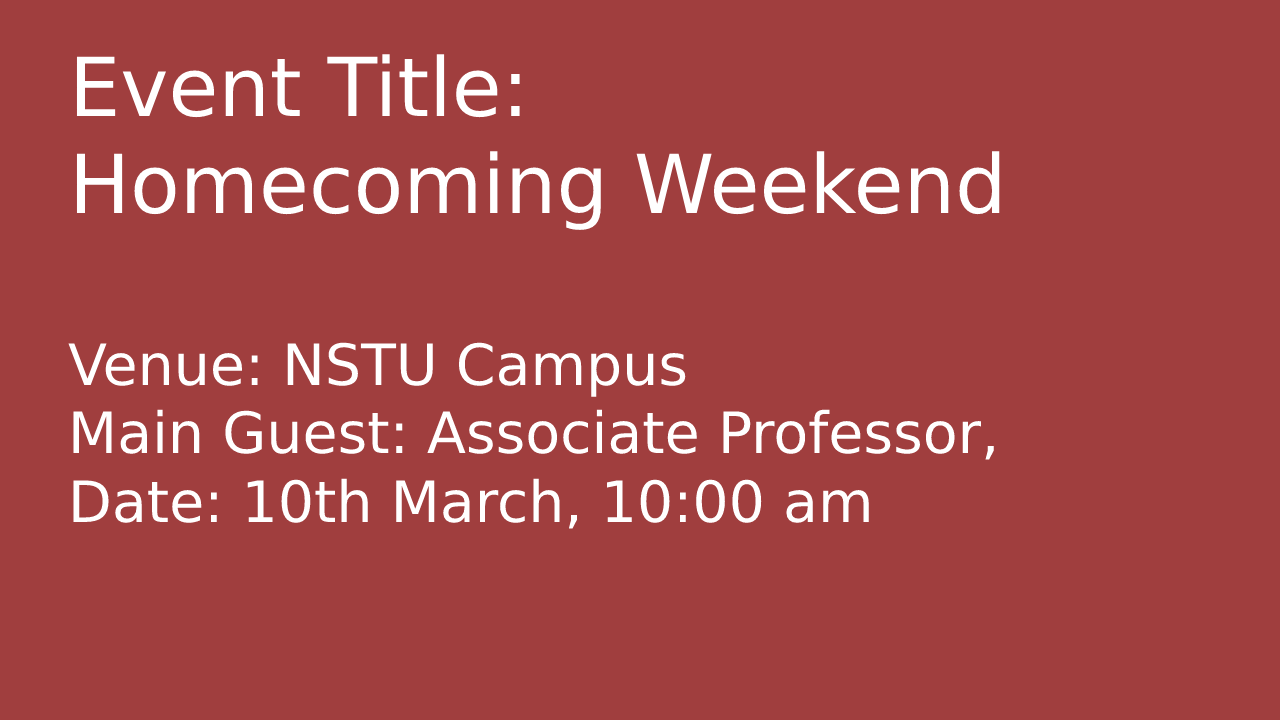 Event Title:
Homecoming Weekend
Venue: NSTU Campus
Main Guest: Associate Professor,
Date: 10th March, 10:00 am